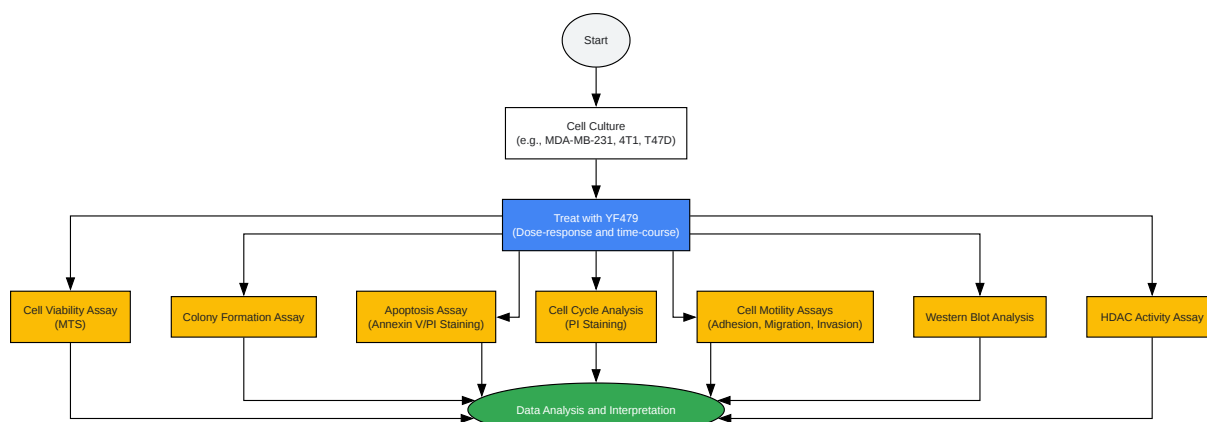 Start
Cell Culture
(e.g., MDA-MB-231, 4T1, T47D)
Treat with YF479
(Dose-response and time-course)
Cell Viability Assay
(MTS)
Colony Formation Assay
Apoptosis Assay
(Annexin V/PI Staining)
Cell Cycle Analysis
(PI Staining)
Cell Motility Assays
(Adhesion, Migration, Invasion)
Western Blot Analysis
HDAC Activity Assay
Data Analysis and Interpretation